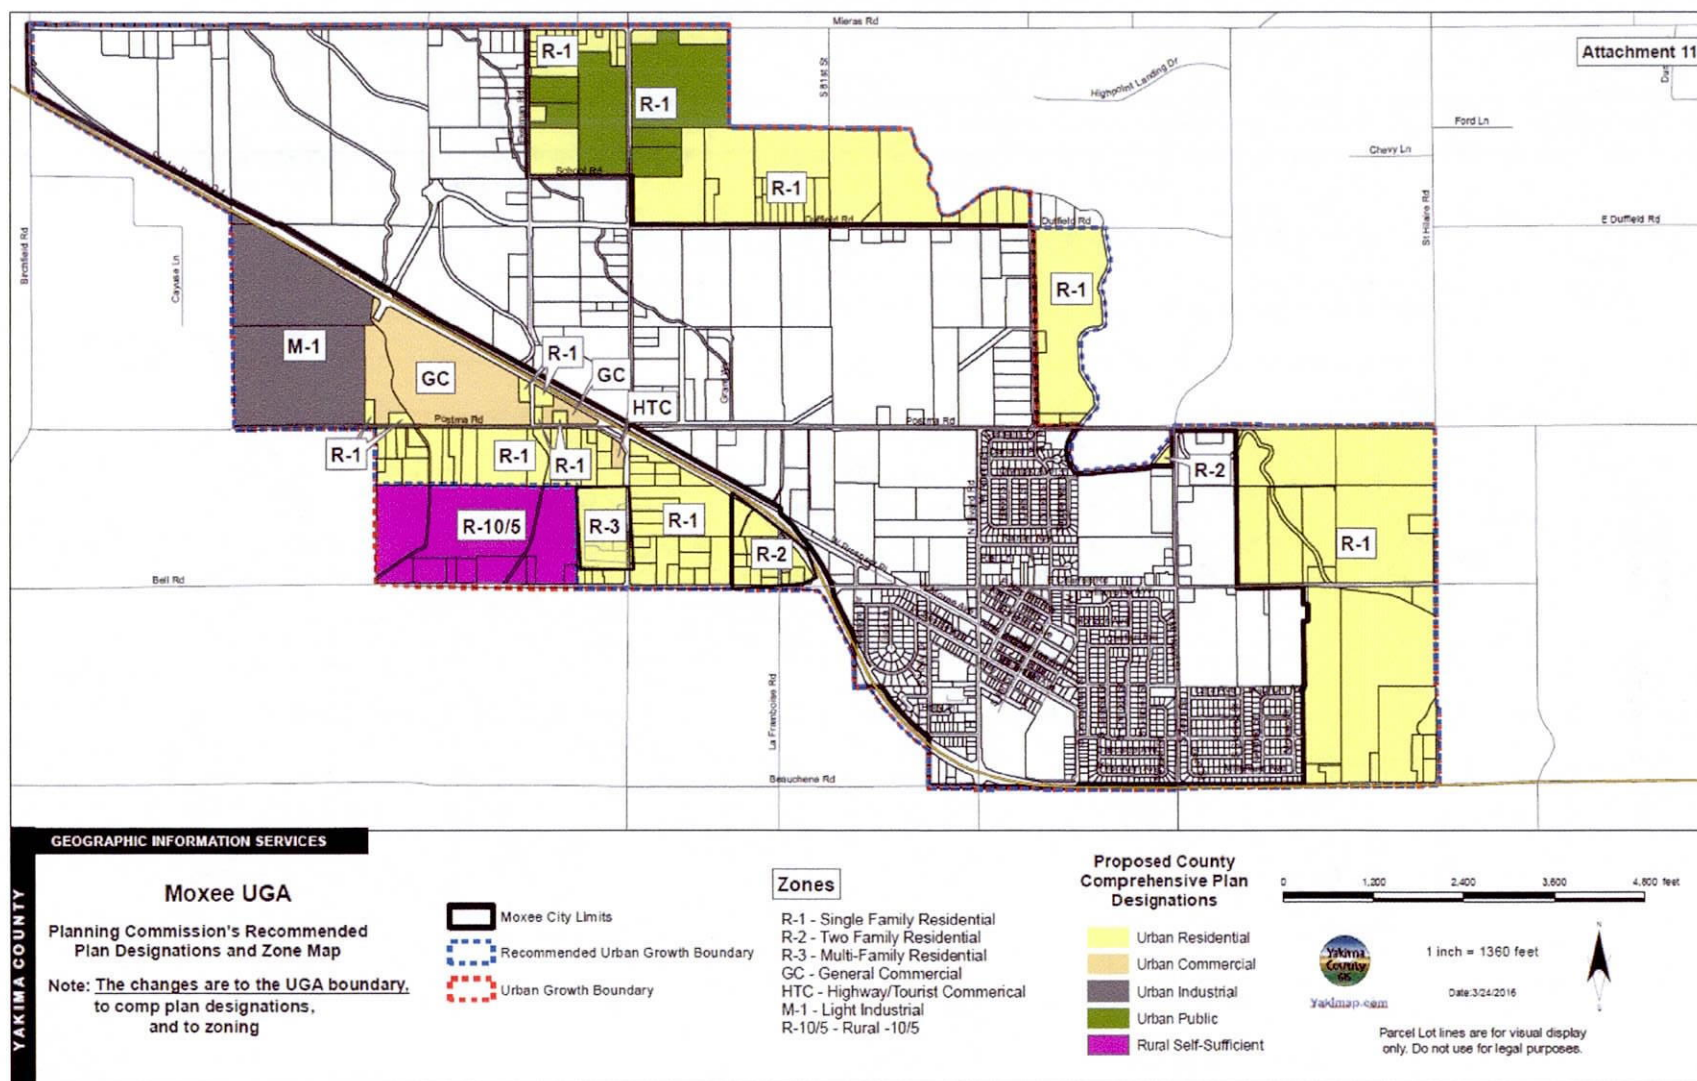 Mieras Rd
Attachment 11
R-1
S 81st St
Highpoint Landing Dr
R-1
Ford Ln
Chevy Ln
School Rd
R-1
Duffield Rd
Duffield Rd
E Duffield Rd
St Hilaire Rd
Birchfield Rd
Cayuse Ln
R-1
M-1
R-1
GC
GC
HTC
Postma Rd
Postma Rd
R-1
R-1
R-1
R-2
R-10/5
R-3
R-1
R-2
R-1
Bell Rd
La Framboise Rd
Beauchene Rd
GEOGRAPHIC INFORMATION SERVICES
YAKIMA COUNTY
Moxee UGA
Planning Commission's Recommended
Plan Designations and Zone Map
Note: The changes are to the UGA boundary,
to comp plan designations,
and to zoning
Moxee City Limits
Recommended Urban Growth Boundary
Urban Growth Boundary
Zones
R-1 - Single Family Residential
R-2 - Two Family Residential
R-3 - Multi-Family Residential
GC - General Commercial
HTC - Highway/Tourist Commerical
M-1 - Light Industrial
R-10/5 - Rural -10/5
Proposed County
Comprehensive Plan
Designations
Urban Residential
Urban Commercial
Urban Industrial
Urban Public
Rural Self-Sufficient
0 1,200 2,400 3,600 4,800 feet
Yakima
County
GIS
Yakimap.com
1 inch = 1360 feet
Date:3/24/2016
N
S
Parcel Lot lines are for visual display
only. Do not use for legal purposes.